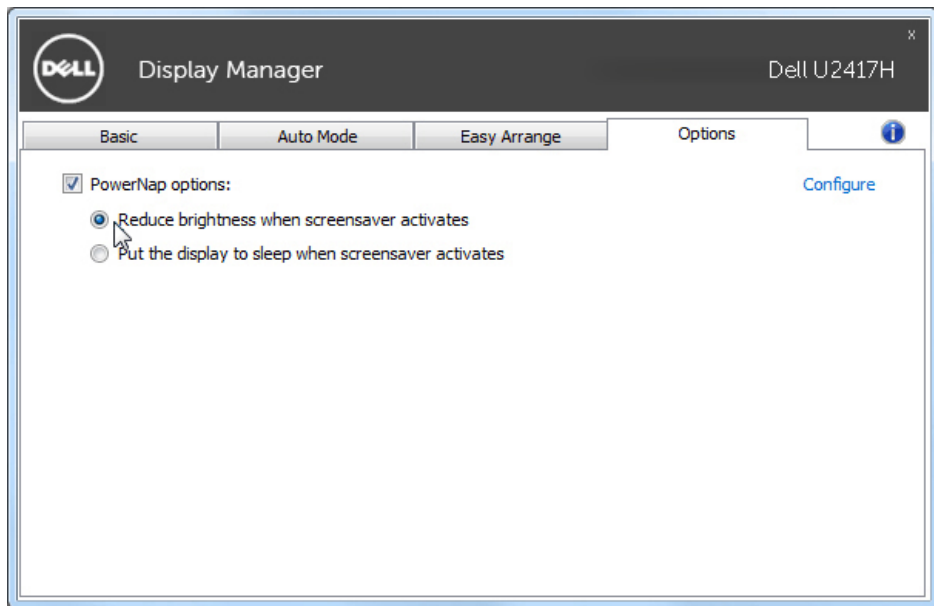 DELL
Display Manager
x
Dell U2417H
Basic
Auto Mode
Easy Arrange
Options
i
PowerNap options:
Configure
Reduce brightness when screensaver activates
Put the display to sleep when screensaver activates